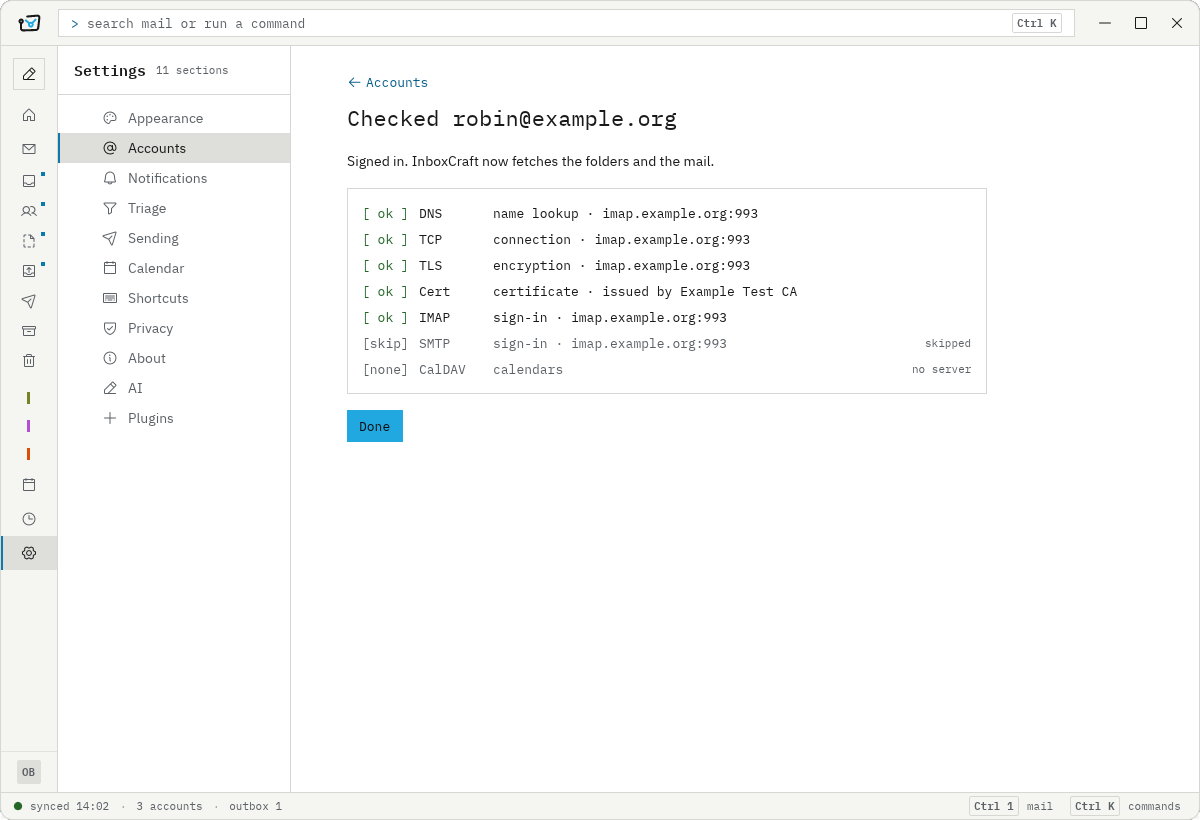 > search mail or run a command Ctrl K
Settings 11 sections
Appearance
Accounts
Notifications
Triage
Sending
Calendar
Shortcuts
Privacy
About
AI
Plugins
← Accounts
Checked robin@example.org
Signed in. InboxCraft now fetches the folders and the mail.
[ ok ] DNS name lookup · imap.example.org:993
[ ok ] TCP connection · imap.example.org:993
[ ok ] TLS encryption · imap.example.org:993
[ ok ] Cert certificate · issued by Example Test CA
[ ok ] IMAP sign-in · imap.example.org:993
[skip] SMTP sign-in · imap.example.org:993 skipped
[none] CalDAV calendars no server
Done
OB
synced 14:02 · 3 accounts · outbox 1 Ctrl 1 mail Ctrl K commands